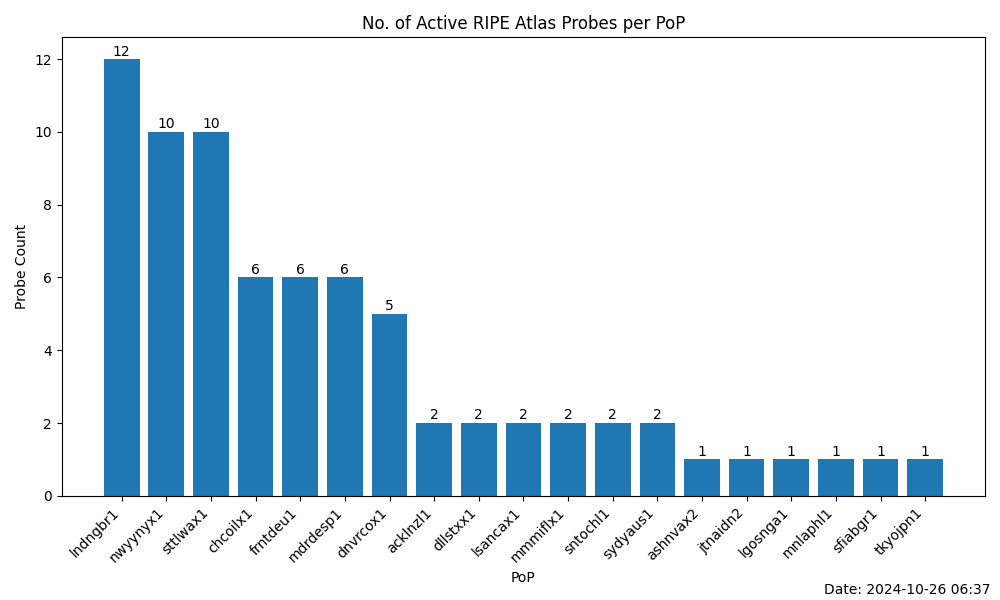 No. of Active RIPE Atlas Probes per PoP
Probe Count
12
10
8
6
4
2
0
12
10
10
6
6
6
5
2
2
2
2
2
2
1
1
1
1
1
1
lndngbr1
nwyynyx1
sttlwax1
chcoilx1
frntdeu1
mdrdesp1
dnvrcox1
acklnzl1
dllstxx1
lsancax1
mmmiflx1
sntochl1
sydyaus1
ashnvax2
jtnaidn2
lgosnga1
mnlaphl1
sfiabgr1
tkyojpn1
PoP
Date: 2024-10-26 06:37